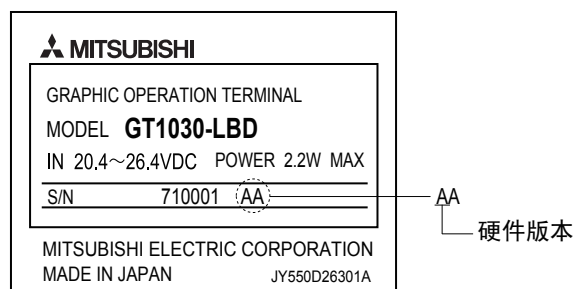 MITSUBISHI
GRAPHIC OPERATION TERMINAL
MODEL GT1030-LBD
IN 20.4～26.4VDC POWER 2.2W MAX
S/N 710001 AA
AA
硬件版本
MITSUBISHI ELECTRIC CORPORATION
MADE IN JAPAN JY550D26301A